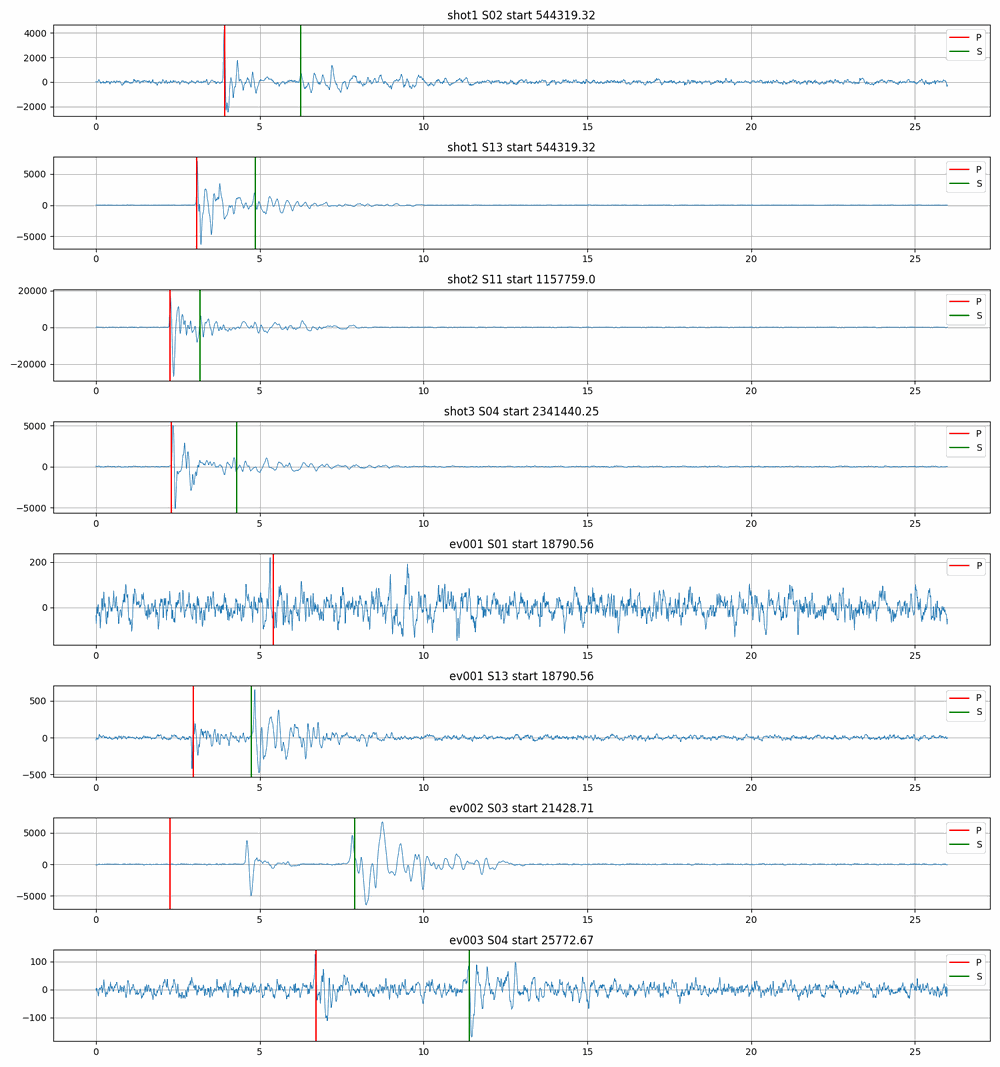 shot1 S02 start 544319.32
4000
2000
0
−2000
P
S
0 5 10 15 20 25
shot1 S13 start 544319.32
5000
0
−5000
P
S
0 5 10 15 20 25
shot2 S11 start 1157759.0
20000
0
−20000
P
S
0 5 10 15 20 25
shot3 S04 start 2341440.25
5000
0
−5000
P
S
0 5 10 15 20 25
ev001 S01 start 18790.56
200
0
P
0 5 10 15 20 25
ev001 S13 start 18790.56
500
0
−500
P
S
0 5 10 15 20 25
ev002 S03 start 21428.71
5000
0
−5000
P
S
0 5 10 15 20 25
ev003 S04 start 25772.67
100
0
−100
P
S
0 5 10 15 20 25